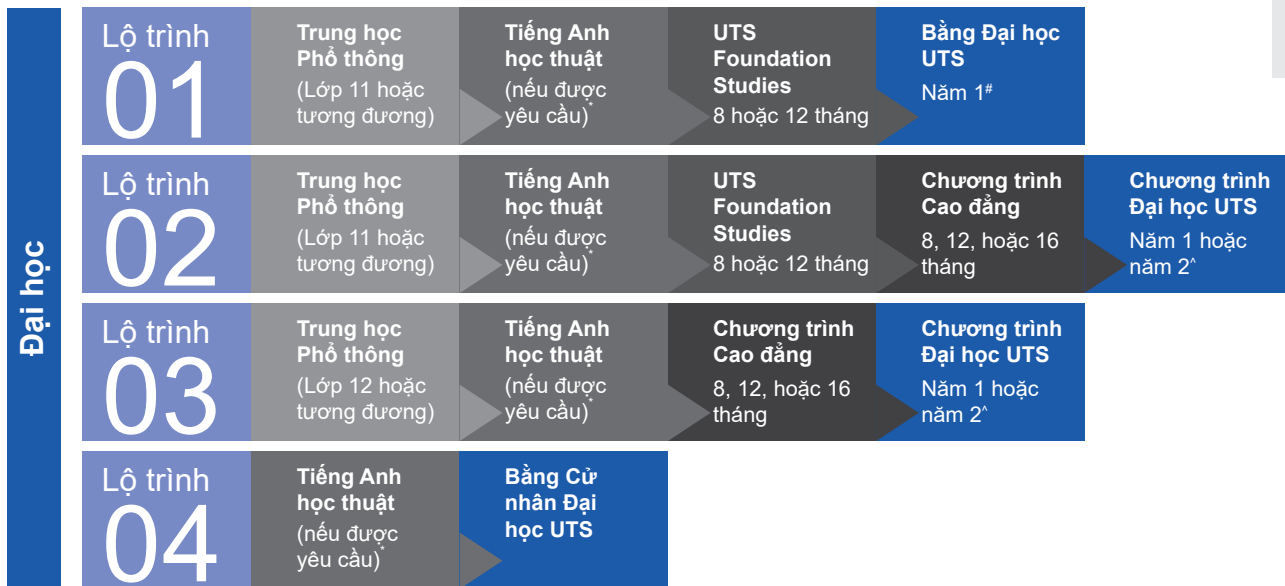 Đại học
Lộ trình
01
Trung học
Phổ thông
(Lớp 11 hoặc
tương đương)
Tiếng Anh
học thuật
(nếu được
yêu cầu)*
UTS
Foundation
Studies
8 hoặc 12 tháng
Bằng Đại học
UTS
Năm 1#
Lộ trình
02
Trung học
Phổ thông
(Lớp 11 hoặc
tương đương)
Tiếng Anh
học thuật
(nếu được
yêu cầu)*
UTS
Foundation
Studies
8 hoặc 12 tháng
Chương trình
Cao đẳng
8, 12, hoặc 16
tháng
Chương trình
Đại học UTS
Năm 1 hoặc
năm 2^
Lộ trình
03
Trung học
Phổ thông
(Lớp 12 hoặc
tương đương)
Tiếng Anh
học thuật
(nếu được
yêu cầu)*
Chương trình
Cao đẳng
8, 12, hoặc 16
tháng
Chương trình
Đại học UTS
Năm 1 hoặc
năm 2^
Lộ trình
04
Tiếng Anh
học thuật
(nếu được
yêu cầu)*
Bằng Cử
nhân Đại
học UTS